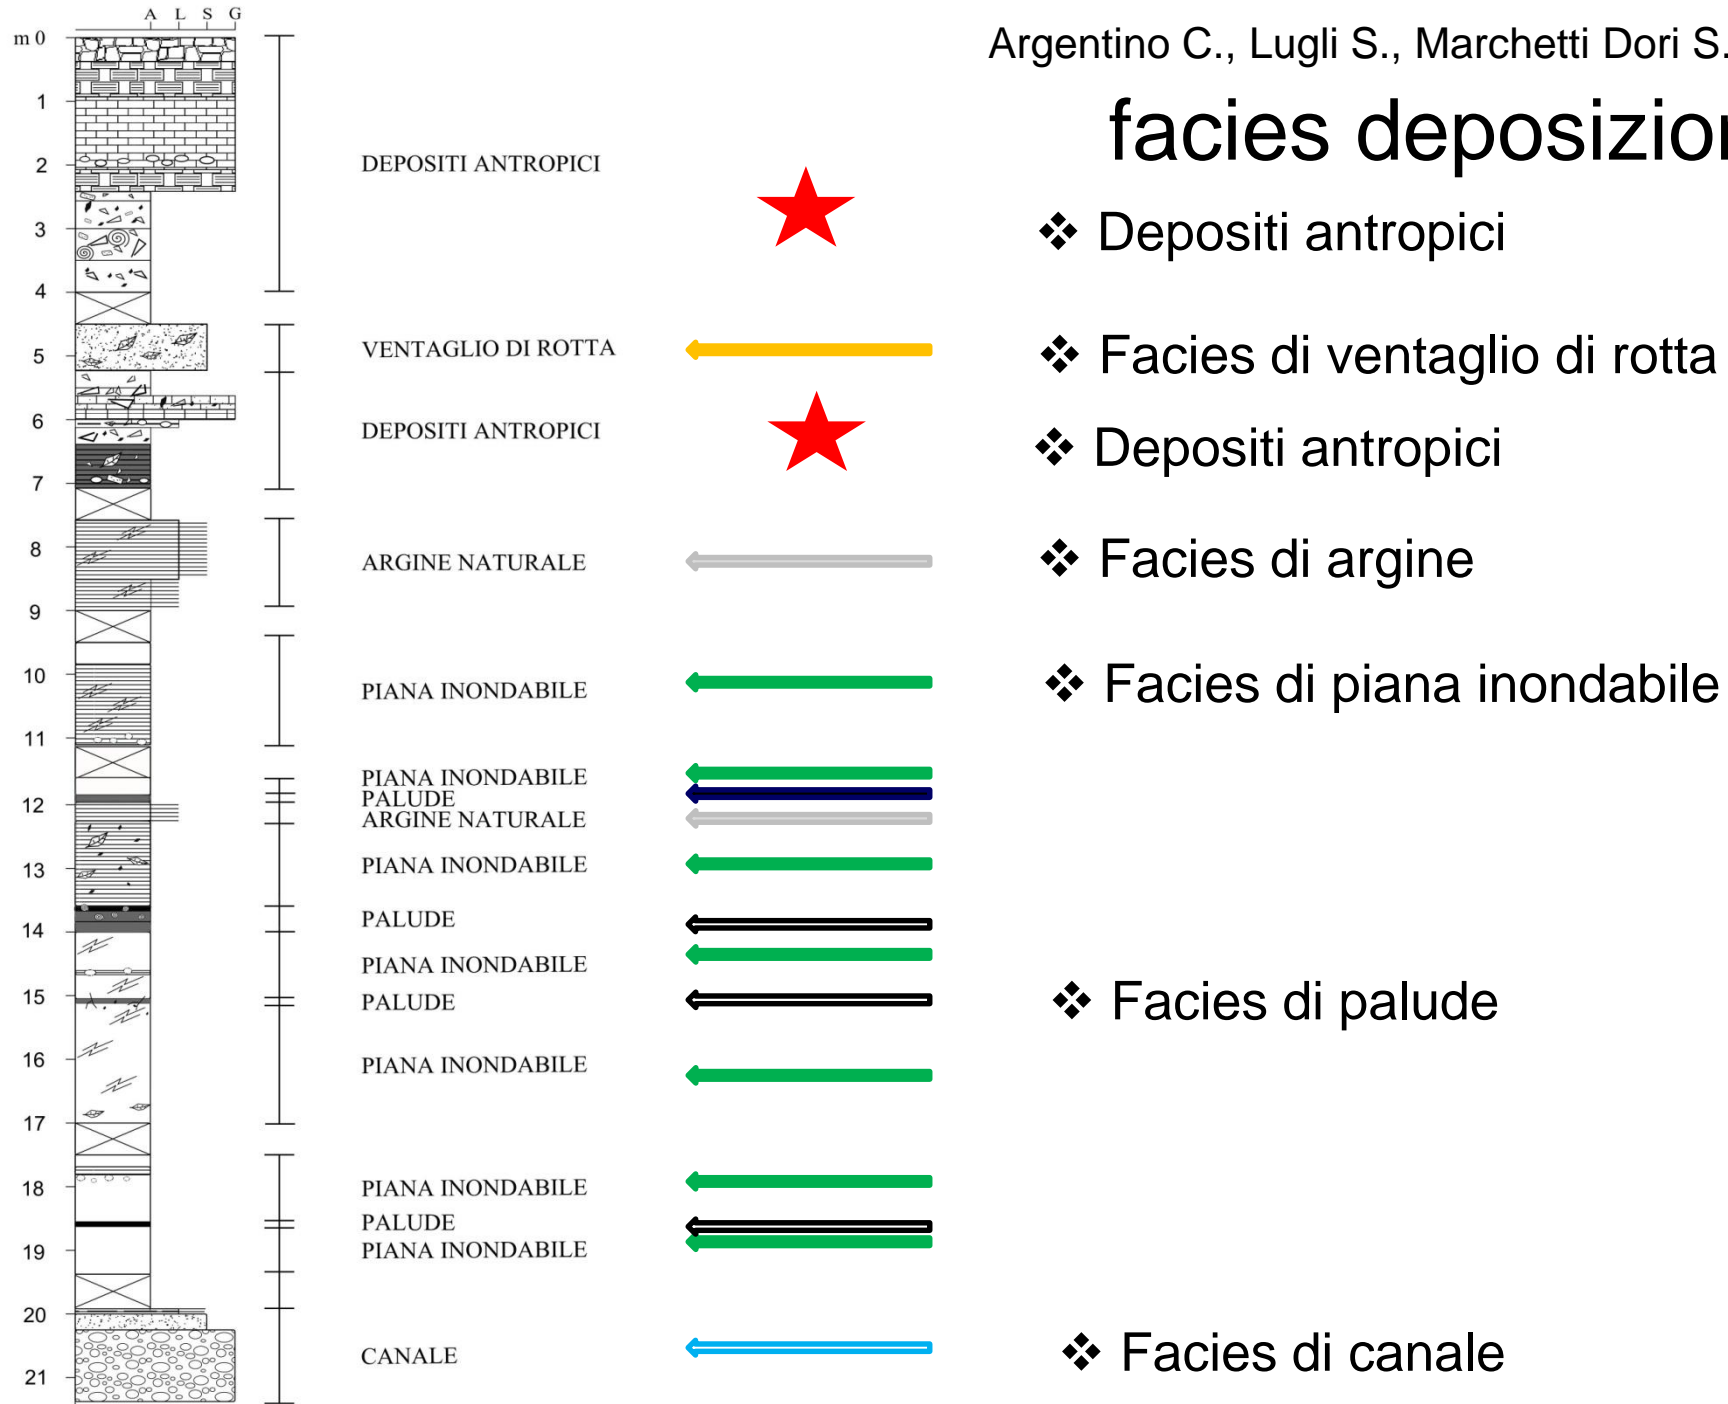 A L S G
m 0
1
2
3
4
5
6
7
8
9
10
11
12
13
14
15
16
17
18
19
20
21
DEPOSITI ANTROPICI
VENTAGLIO DI ROTTA
DEPOSITI ANTROPICI
ARGINE NATURALE
PIANA INONDABILE
PIANA INONDABILE
PALUDE
ARGINE NATURALE
PIANA INONDABILE
PALUDE
PIANA INONDABILE
PALUDE
PIANA INONDABILE
PIANA INONDABILE
PALUDE
PIANA INONDABILE
CANALE
Argentino C., Lugli S., Marchetti Dori S.
facies deposizion
❖ Depositi antropici
❖ Facies di ventaglio di rotta
❖ Depositi antropici
❖ Facies di argine
❖ Facies di piana inondabile
❖ Facies di palude
❖ Facies di canale